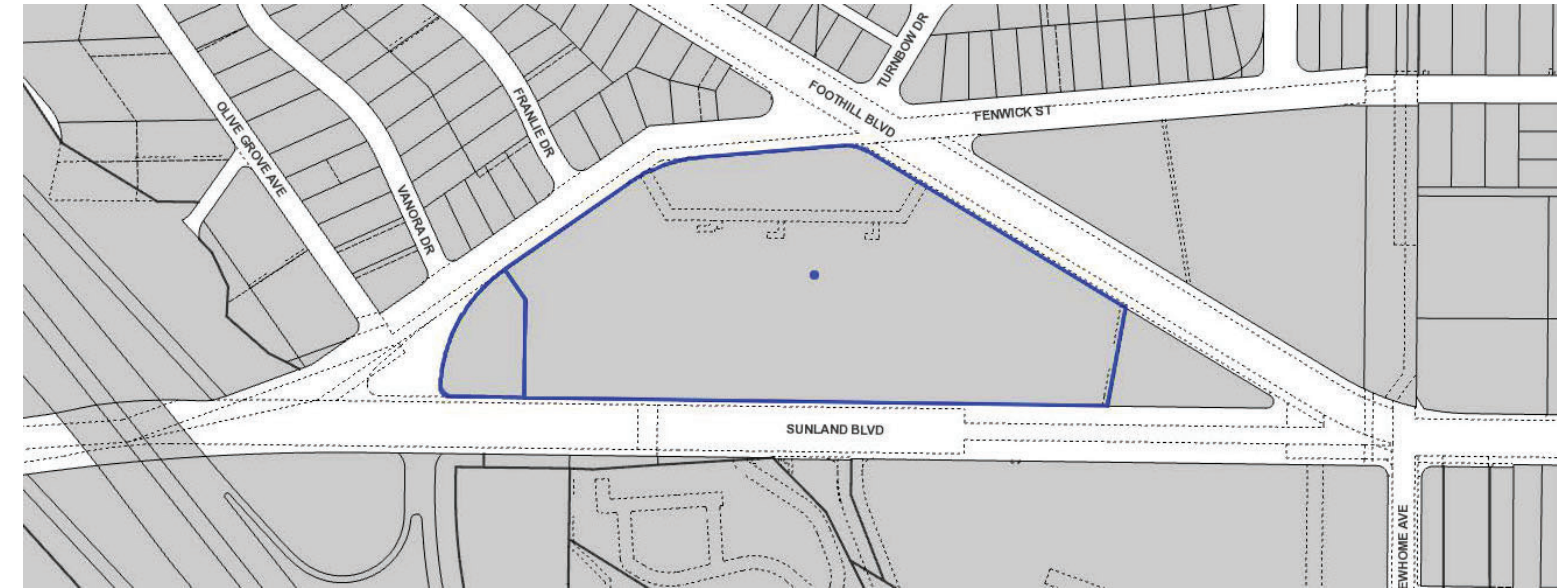 TURNBOW DR
FOOTHILL BLVD
FENWICK ST
FRANLIE DR
OLIVE GROVE AVE
VANORA DR
SUNLAND BLVD
EWHOME AVE